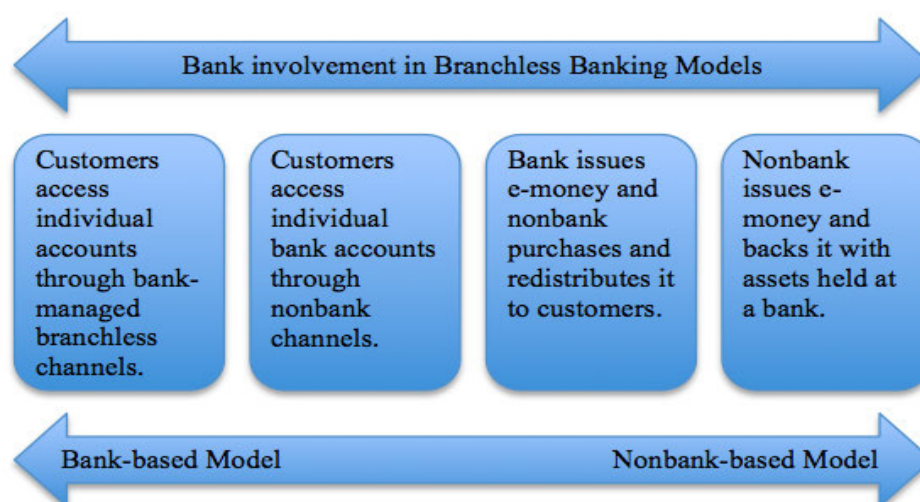 Bank involvement in Branchless Banking Models
Customers
access
individual
accounts
through bank-
managed
branchless
channels.
Customers
access
individual
bank accounts
through
nonbank
channels.
Bank issues
e-money and
nonbank
purchases and
redistributes it
to customers.
Nonbank
issues e-
money and
backs it with
assets held at
a bank.
Bank-based Model
Nonbank-based Model